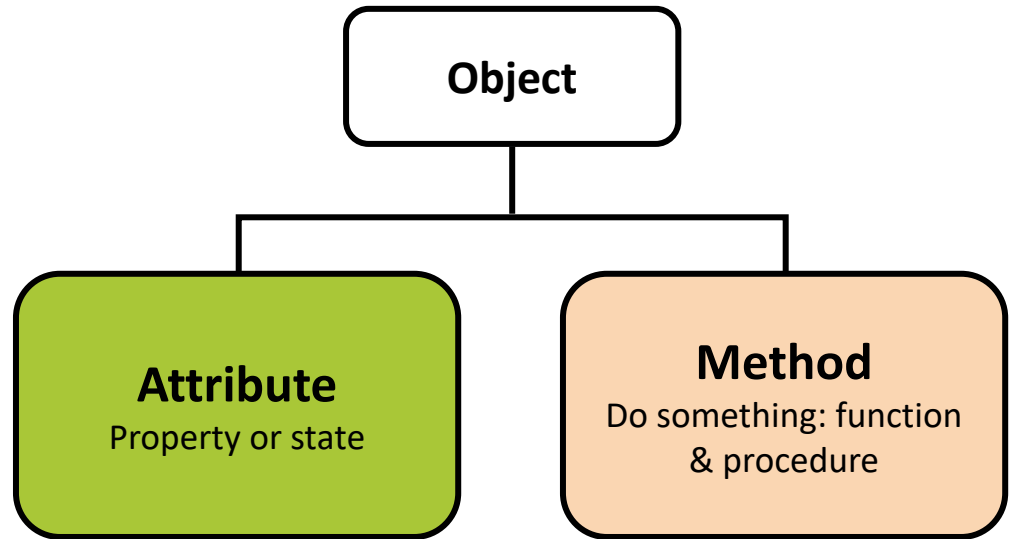 Object
Attribute
Property or state
Method
Do something: function
& procedure